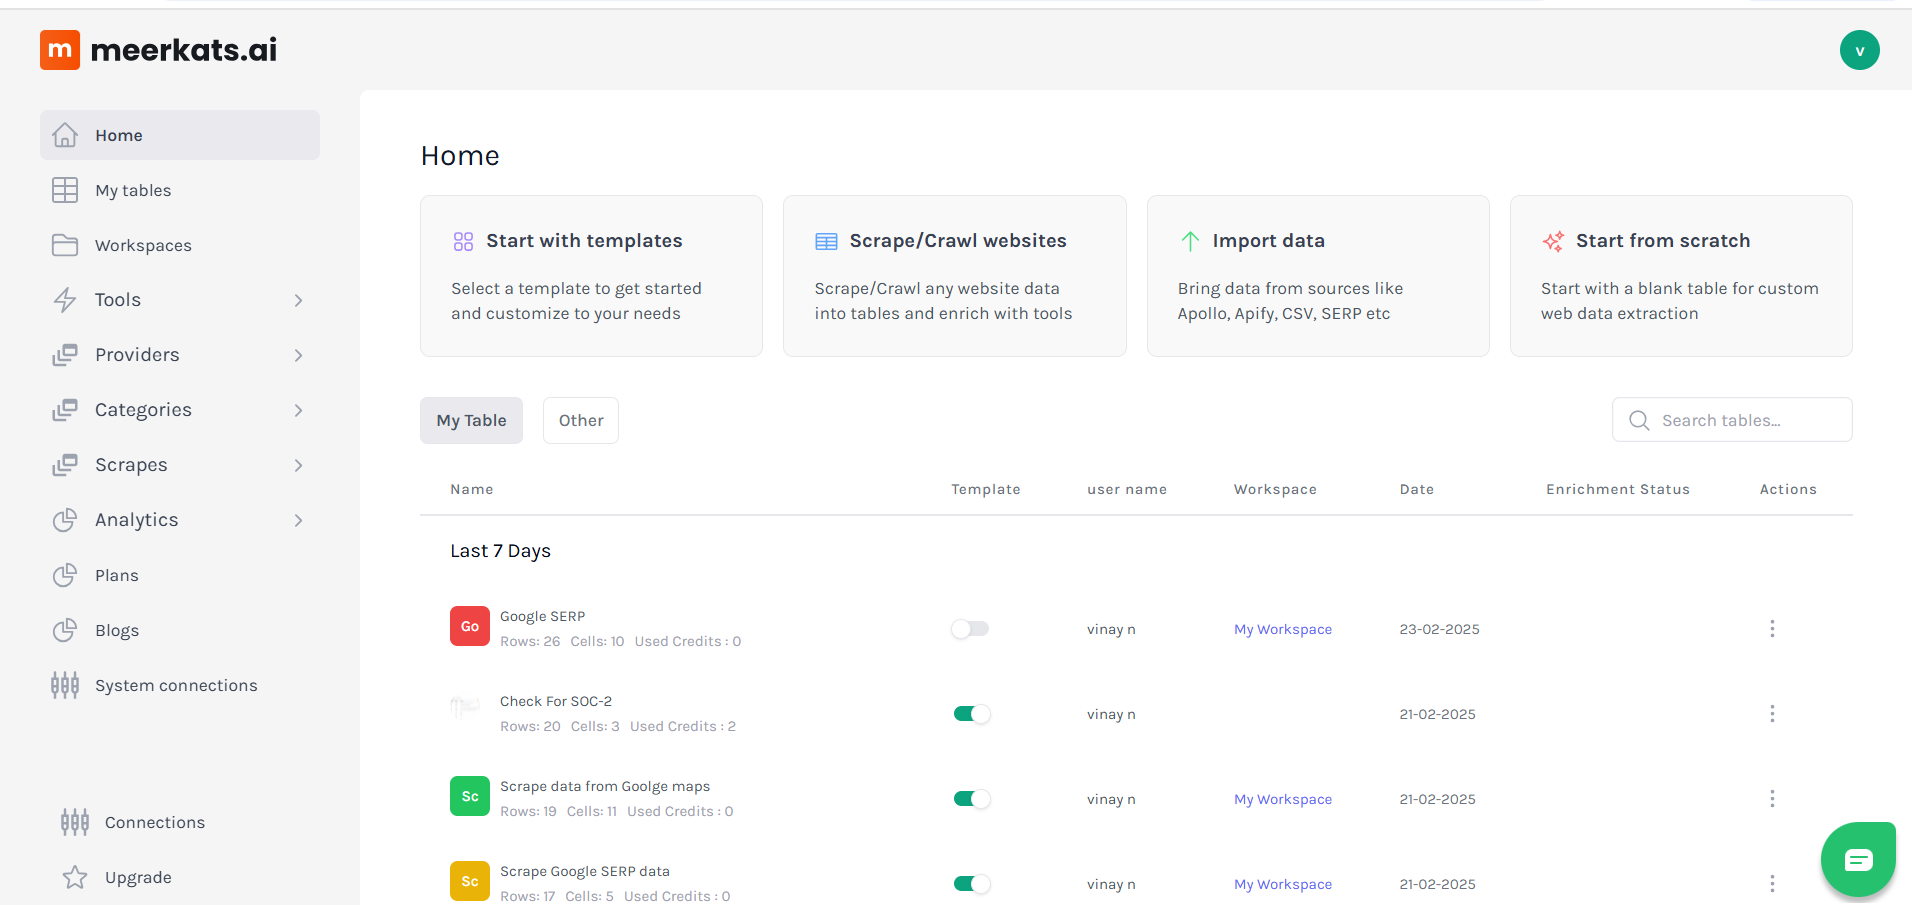 m meerkats.ai
v
Home
My tables
Workspaces
Tools
Providers
Categories
Scrapes
Analytics
Plans
Blogs
System connections
Connections
Upgrade
Home
Start with templates
Select a template to get started
and customize to your needs
Scrape/Crawl websites
Scrape/Crawl any website data
into tables and enrich with tools
Import data
Bring data from sources like
Apollo, Apify, CSV, SERP etc
Start from scratch
Start with a blank table for custom
web data extraction
My Table Other Search tables...
Name Template user name Workspace Date Enrichment Status Actions
Last 7 Days
Go Google SERP
Rows: 26 Cells: 10 Used Credits : 0
vinay n My Workspace 23-02-2025
Check For SOC-2
Rows: 20 Cells: 3 Used Credits : 2
vinay n 21-02-2025
Sc Scrape data from Goolge maps
Rows: 19 Cells: 11 Used Credits : 0
vinay n My Workspace 21-02-2025
Sc Scrape Google SERP data
Rows: 17 Cells: 5 Used Credits : 0
vinay n My Workspace 21-02-2025